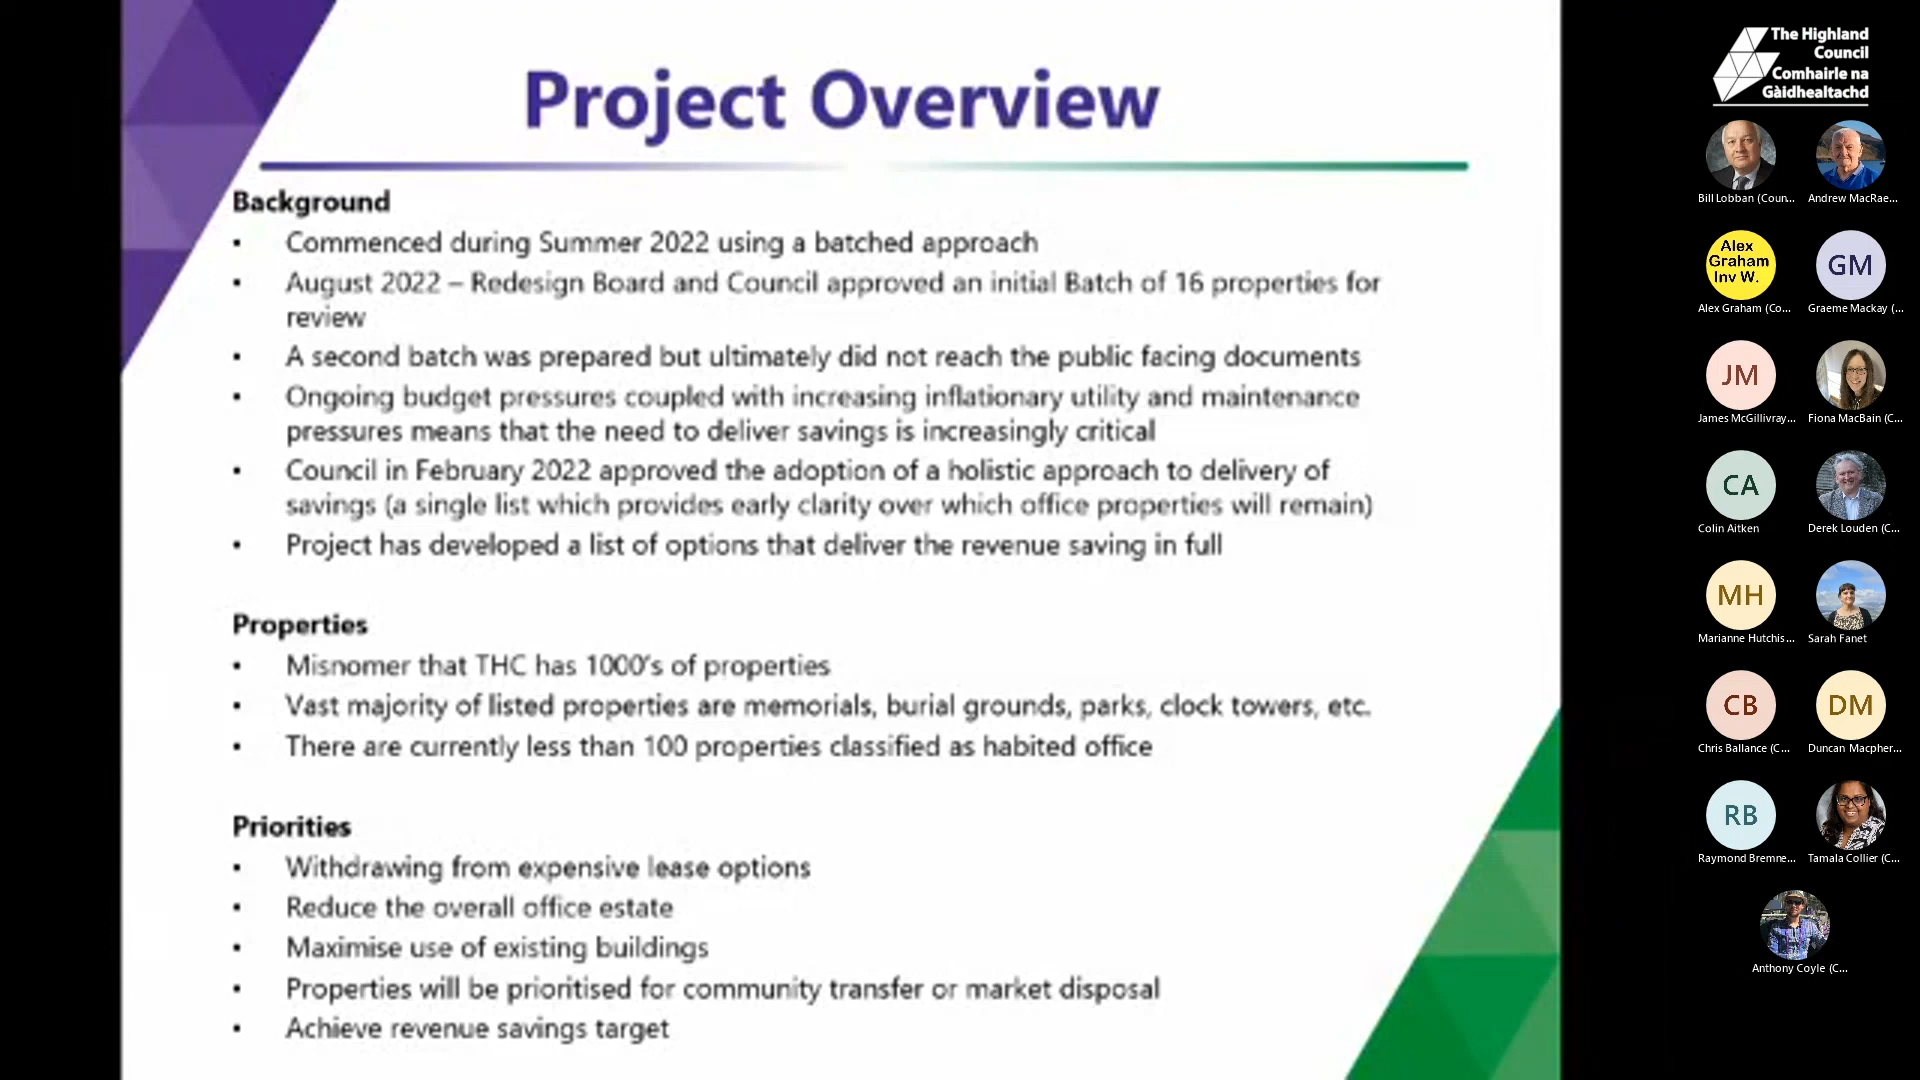 Project Overview
Background
• Commenced during Summer 2022 using a batched approach
• August 2022 – Redesign Board and Council approved an initial Batch of 16 properties for
review
• A second batch was prepared but ultimately did not reach the public facing documents
• Ongoing budget pressures coupled with increasing inflationary utility and maintenance
pressures means that the need to deliver savings is increasingly critical
• Council in February 2022 approved the adoption of a holistic approach to delivery of
savings (a single list which provides early clarity over which office properties will remain)
• Project has developed a list of options that deliver the revenue saving in full
Properties
• Misnomer that THC has 1000's of properties
• Vast majority of listed properties are memorials, burial grounds, parks, clock towers, etc.
• There are currently less than 100 properties classified as habited office
Priorities
• Withdrawing from expensive lease options
• Reduce the overall office estate
• Maximise use of existing buildings
• Properties will be prioritised for community transfer or market disposal
• Achieve revenue savings target
The Highland
Council
Comhairle na
Gàidhealtachd
Bill Lobban (Coun...
Andrew MacRae...
Alex
Graham
Inv W.
GM
Alex Graham (Co...
Graeme Mackay (...
JM
James McGillivray...
Fiona MacBain (C...
CA
Colin Aitken
Derek Louden (C...
MH
Marianne Hutchis...
Sarah Fanet
CB
DM
Chris Ballance (C...
Duncan Macpher...
RB
Raymond Bremne...
Tamala Collier (C...
Anthony Coyle (C...